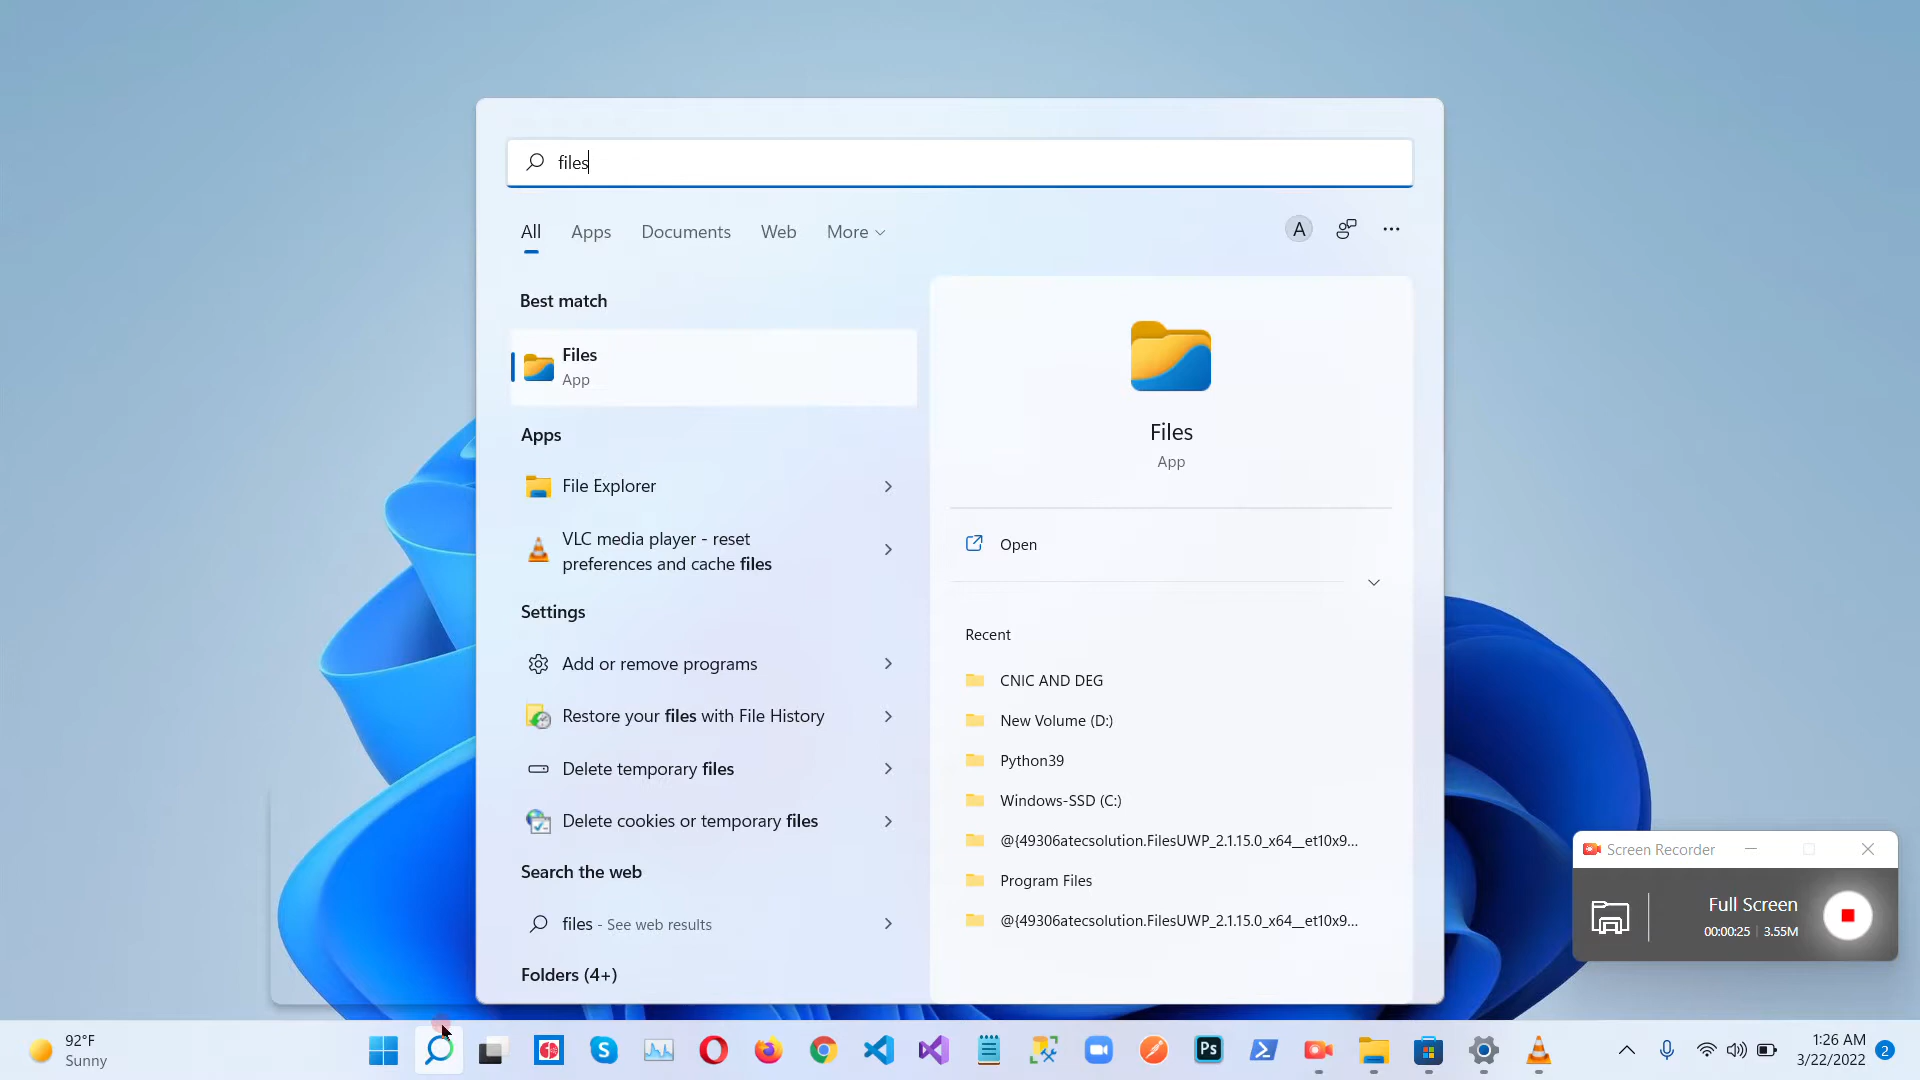 files
All
Apps
Documents
Web
More
A
Best match
Files
App
Apps
File Explorer
VLC media player - reset
preferences and cache files
Settings
Add or remove programs
Restore your files with File History
Delete temporary files
Delete cookies or temporary files
Search the web
files - See web results
Folders (4+)
Files
App
Open
Recent
CNIC AND DEG
New Volume (D:)
Python39
Windows-SSD (C:)
@{49306atecsolution.FilesUWP_2.1.15.0_x64__et10x9...
Program Files
@{49306atecsolution.FilesUWP_2.1.15.0_x64__et10x9...
Screen Recorder
Full Screen
00:00:25 | 3.55M
92°F
Sunny
Ps
1:26 AM
3/22/2022
2